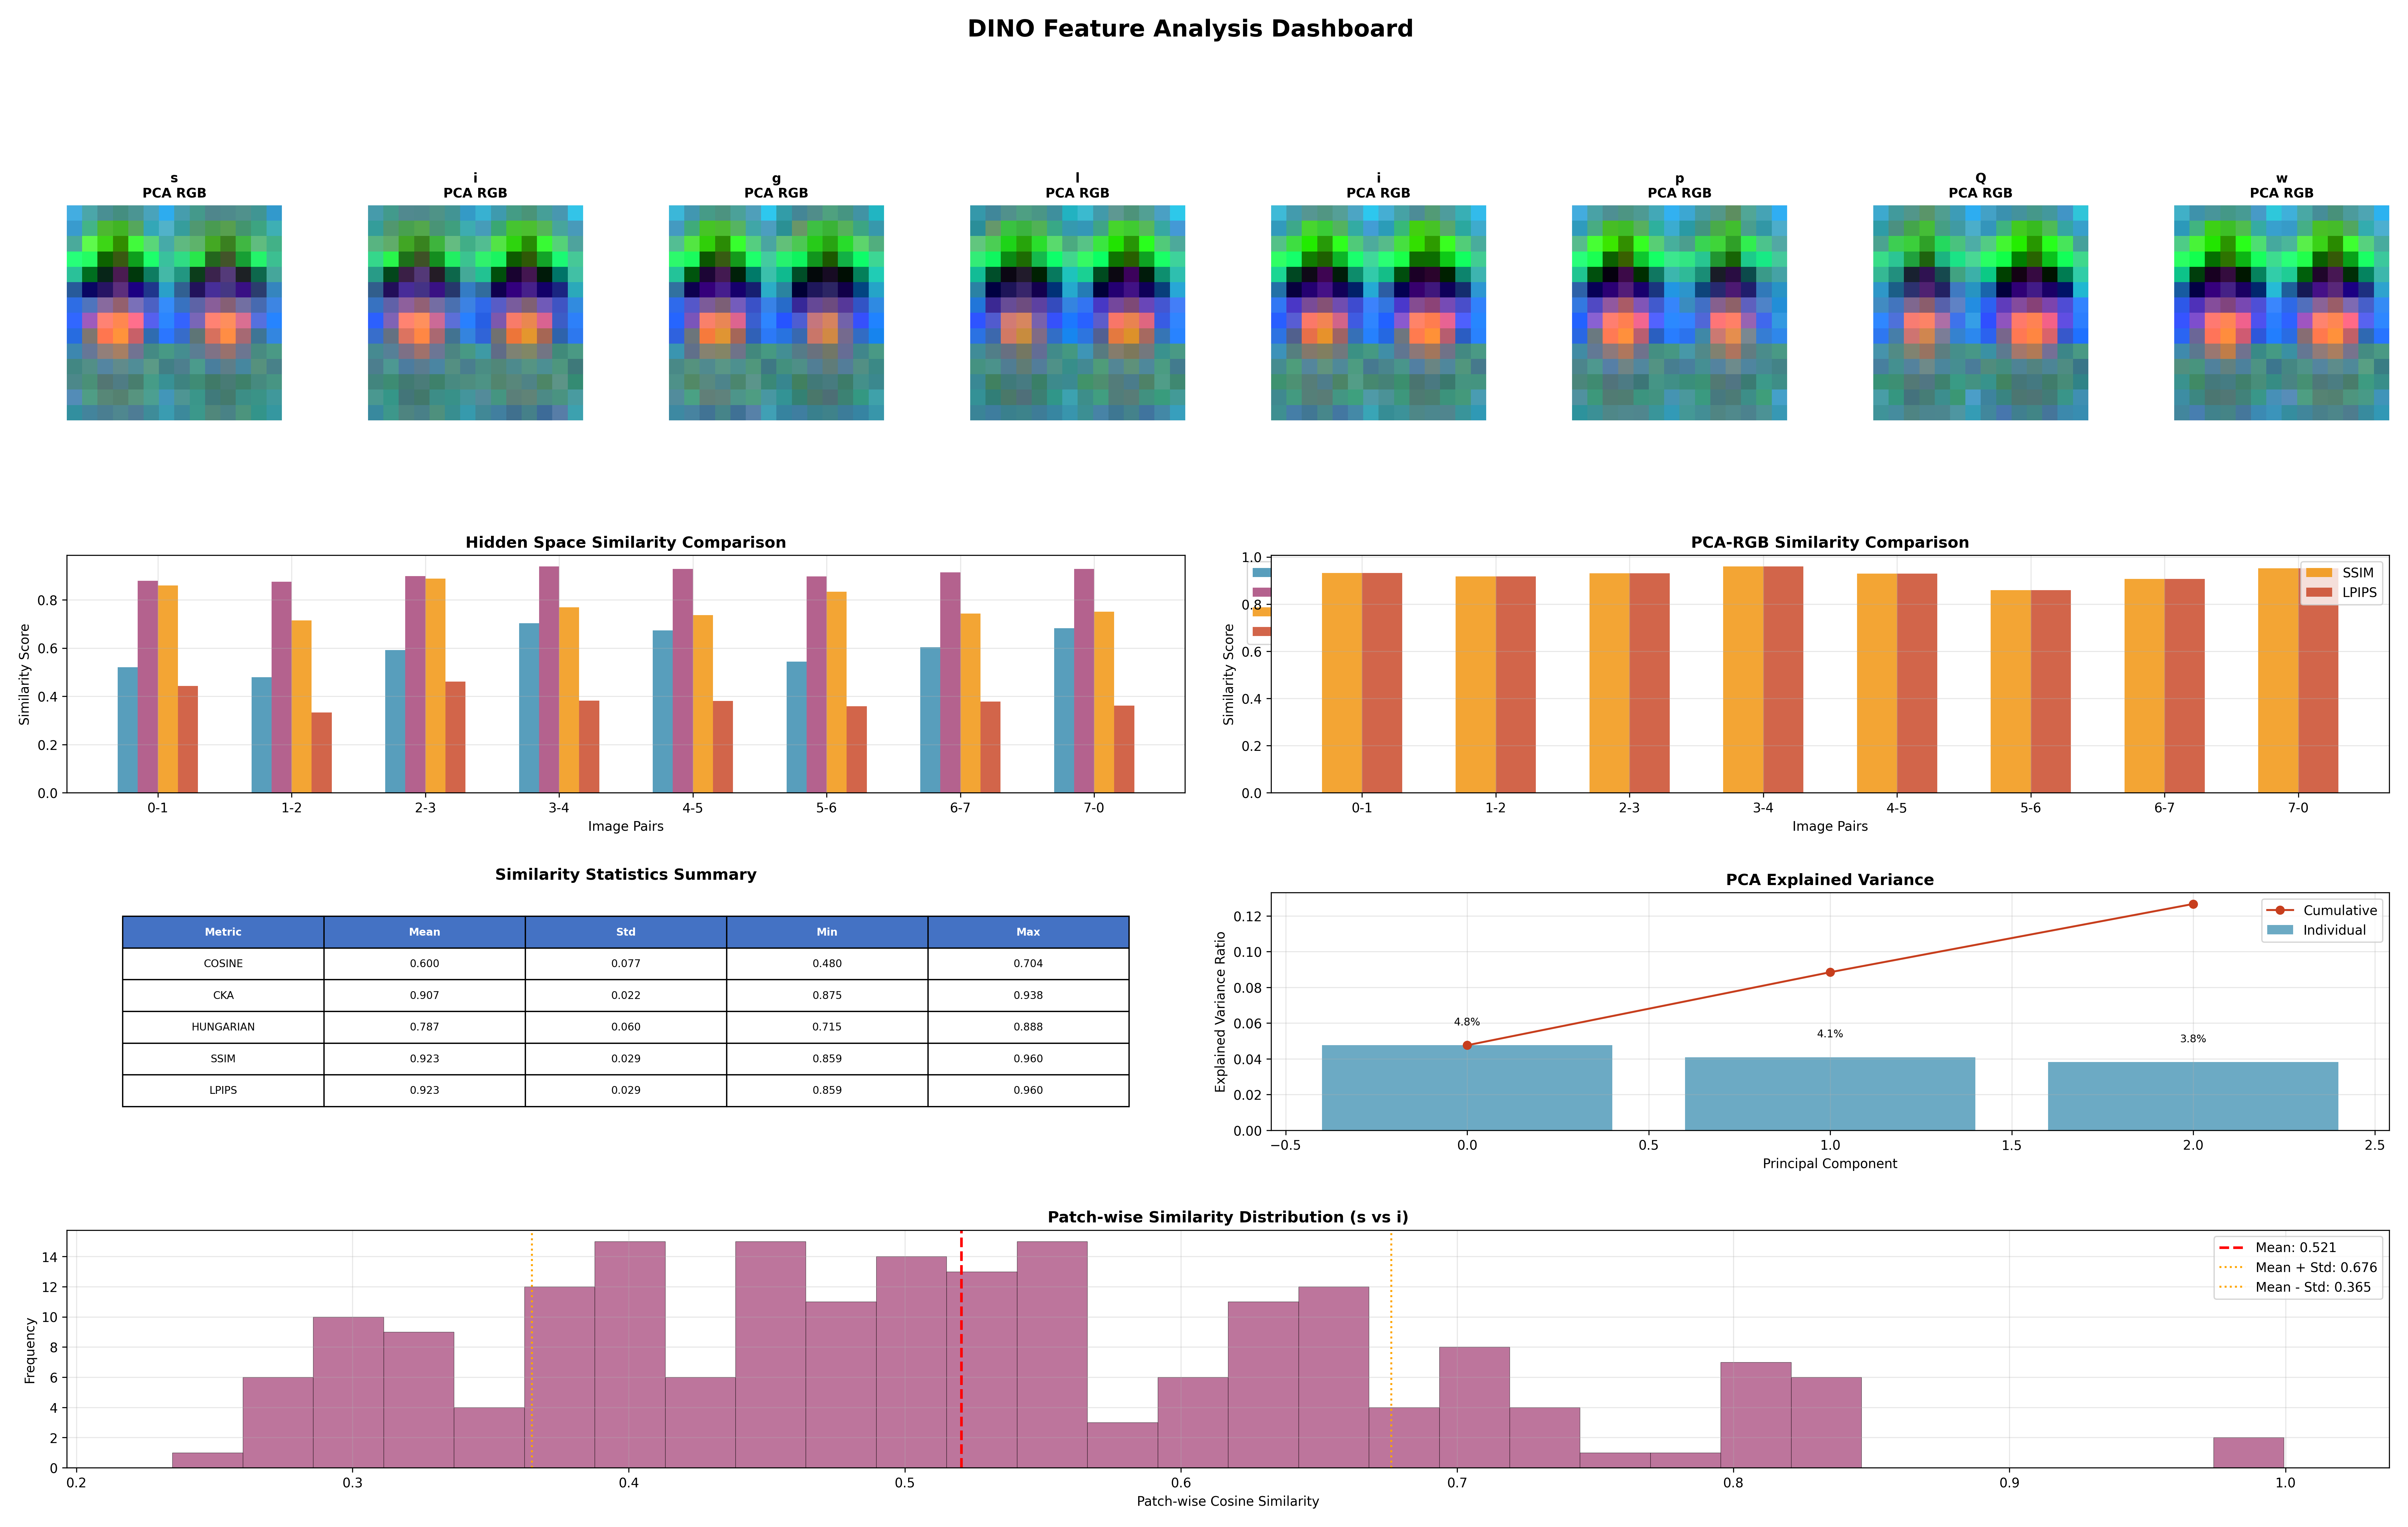 DINO Feature Analysis Dashboard
s
PCA RGB
i
PCA RGB
g
PCA RGB
l
PCA RGB
i
PCA RGB
p
PCA RGB
Q
PCA RGB
w
PCA RGB
Hidden Space Similarity Comparison
Similarity Score
0.8
0.6
0.4
0.2
0.0
0-1 1-2 2-3 3-4 4-5 5-6 6-7 7-0
Image Pairs
PCA-RGB Similarity Comparison
Similarity Score
1.0
0.8
0.6
0.4
0.2
0.0
SSIM
LPIPS
0-1 1-2 2-3 3-4 4-5 5-6 6-7 7-0
Image Pairs
Similarity Statistics Summary
Metric Mean Std Min Max
COSINE 0.600 0.077 0.480 0.704
CKA 0.907 0.022 0.875 0.938
HUNGARIAN 0.787 0.060 0.715 0.888
SSIM 0.923 0.029 0.859 0.960
LPIPS 0.923 0.029 0.859 0.960
PCA Explained Variance
Explained Variance Ratio
0.12
0.10
0.08
0.06
0.04
0.02
0.00
Cumulative
Individual
4.8%
4.1%
3.8%
−0.5 0.0 0.5 1.0 1.5 2.0 2.5
Principal Component
Patch-wise Similarity Distribution (s vs i)
Frequency
14
12
10
8
6
4
2
0
Mean: 0.521
Mean + Std: 0.676
Mean - Std: 0.365
0.2 0.3 0.4 0.5 0.6 0.7 0.8 0.9 1.0
Patch-wise Cosine Similarity